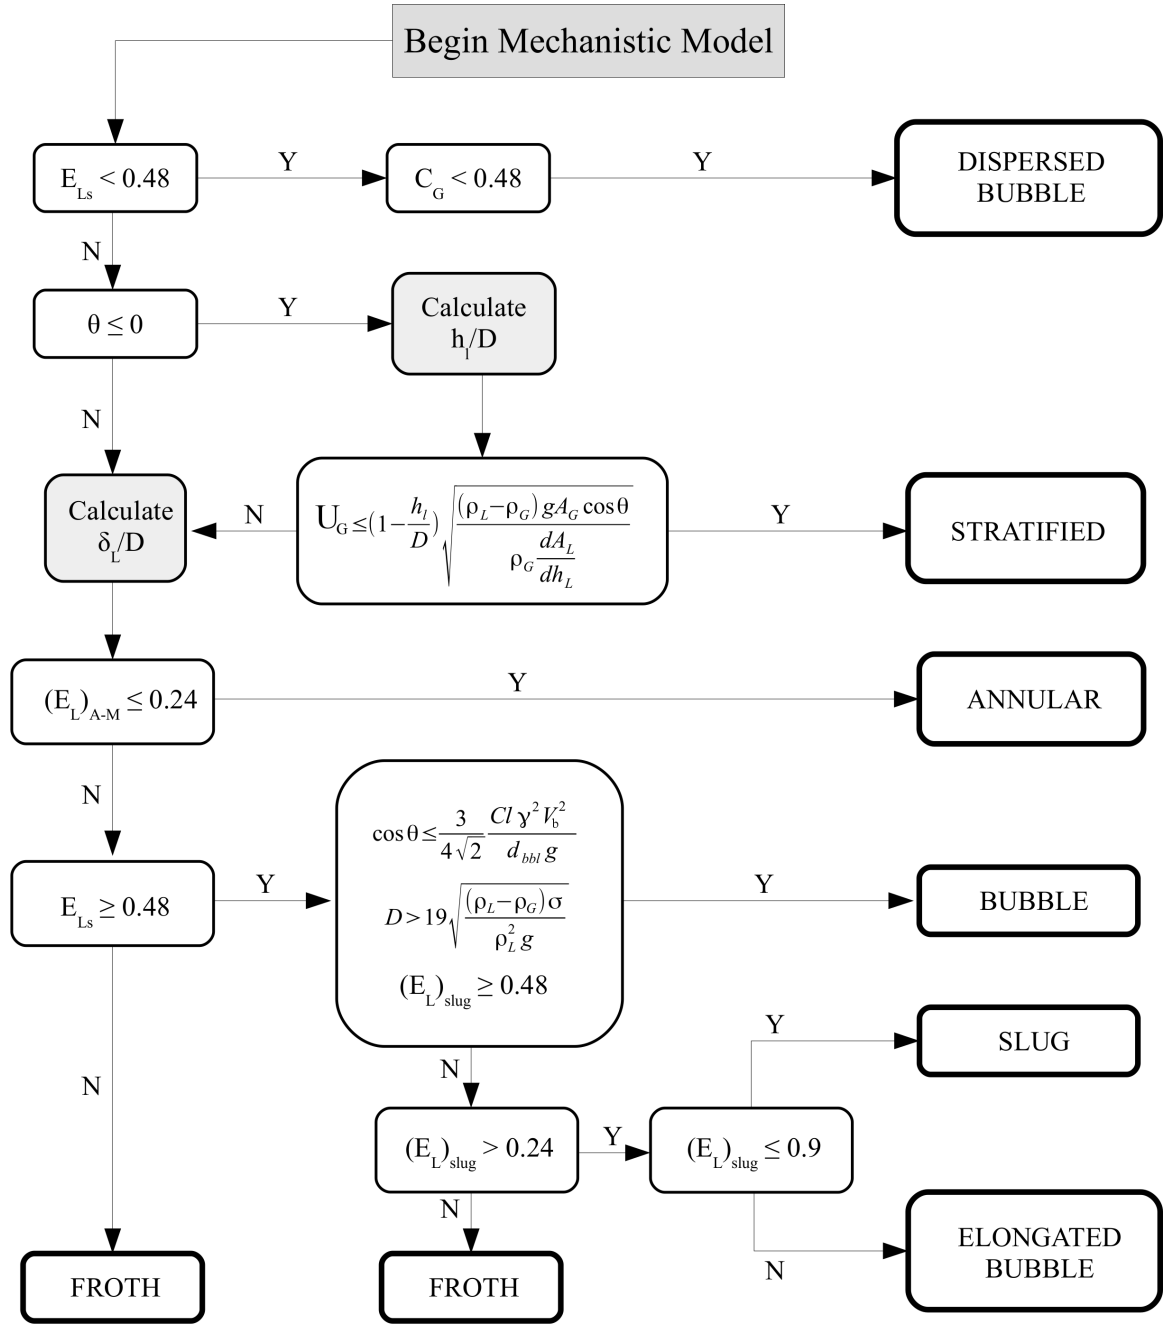 Begin Mechanistic Model
E_Ls < 0.48
Y
C_G < 0.48
Y
DISPERSED
BUBBLE
N
θ ≤ 0
Y
Calculate
h_l/D
N
Calculate
δ_L/D
N
U_G ≤ (1 − h_l/D) √((ρ_L − ρ_G) g A_G cos θ / (ρ_G dA_L/dh_L))
Y
STRATIFIED
(E_L)_A-M ≤ 0.24
Y
ANNULAR
N
cos θ ≤ 3/(4√2) Cl γ² V_b² / (d_bbl g)
E_Ls ≥ 0.48
Y
D > 19 √((ρ_L − ρ_G) σ / (ρ_L² g))
(E_L)_slug ≥ 0.48
Y
BUBBLE
Y
SLUG
N
N
(E_L)_slug > 0.24
Y
(E_L)_slug ≤ 0.9
N
N
ELONGATED
BUBBLE
FROTH
FROTH